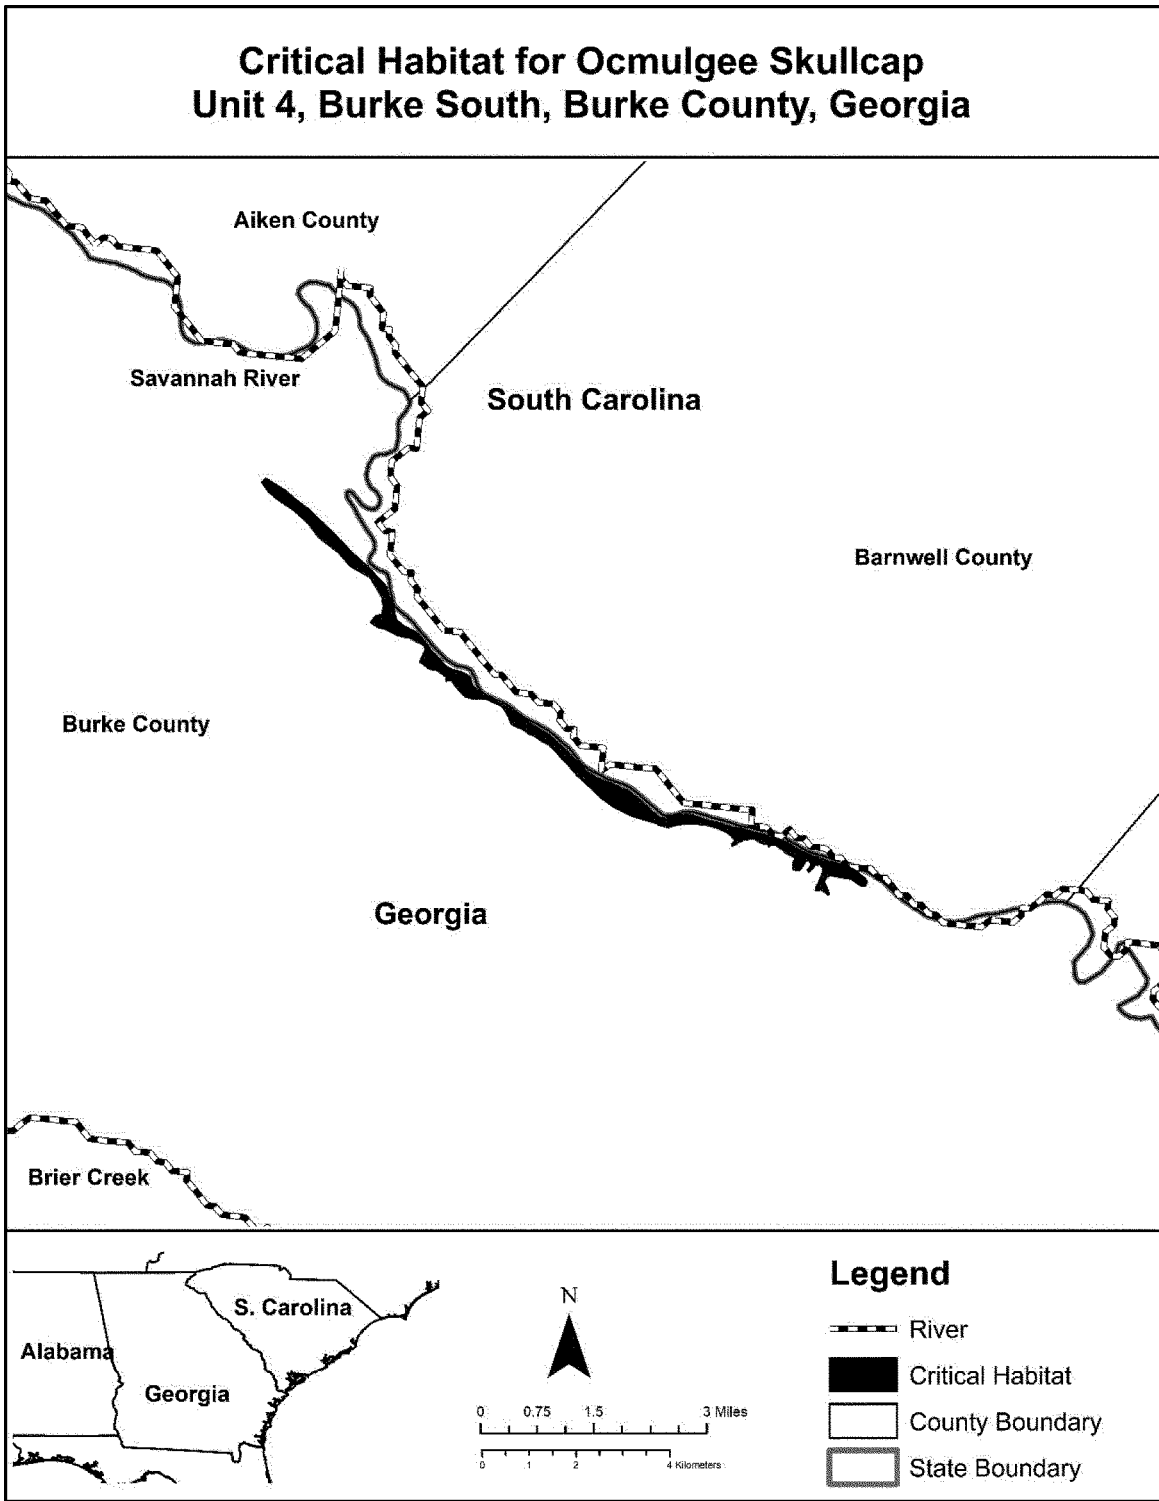 Critical Habitat for Ocmulgee Skullcap
Unit 4, Burke South, Burke County, Georgia
Aiken County
Savannah River
South Carolina
Barnwell County
Burke County
Georgia
Brier Creek
Alabama
Georgia
S. Carolina
N
0 0.75 1.5 3 Miles
0 1 2 4 Kilometers
Legend
River
Critical Habitat
County Boundary
State Boundary